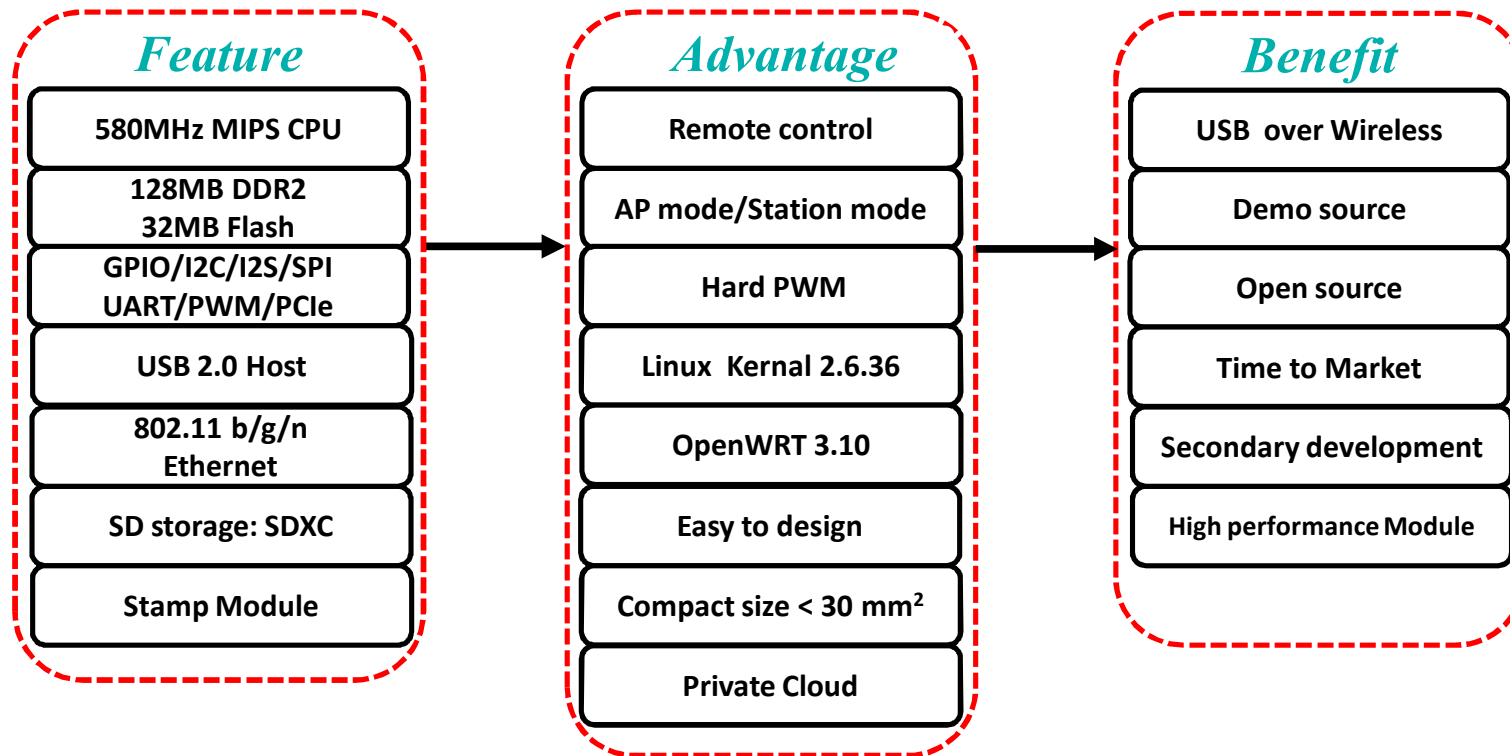 Feature
580MHz MIPS CPU
128MB DDR2
32MB Flash
GPIO/I2C/I2S/SPI
UART/PWM/PCIe
USB 2.0 Host
802.11 b/g/n
Ethernet
SD storage: SDXC
Stamp Module
Advantage
Remote control
AP mode/Station mode
Hard PWM
Linux  Kernal 2.6.36
OpenWRT 3.10
Easy to design
Compact size < 30 mm²
Private Cloud
Benefit
USB  over Wireless
Demo source
Open source
Time to Market
Secondary development
High performance Module